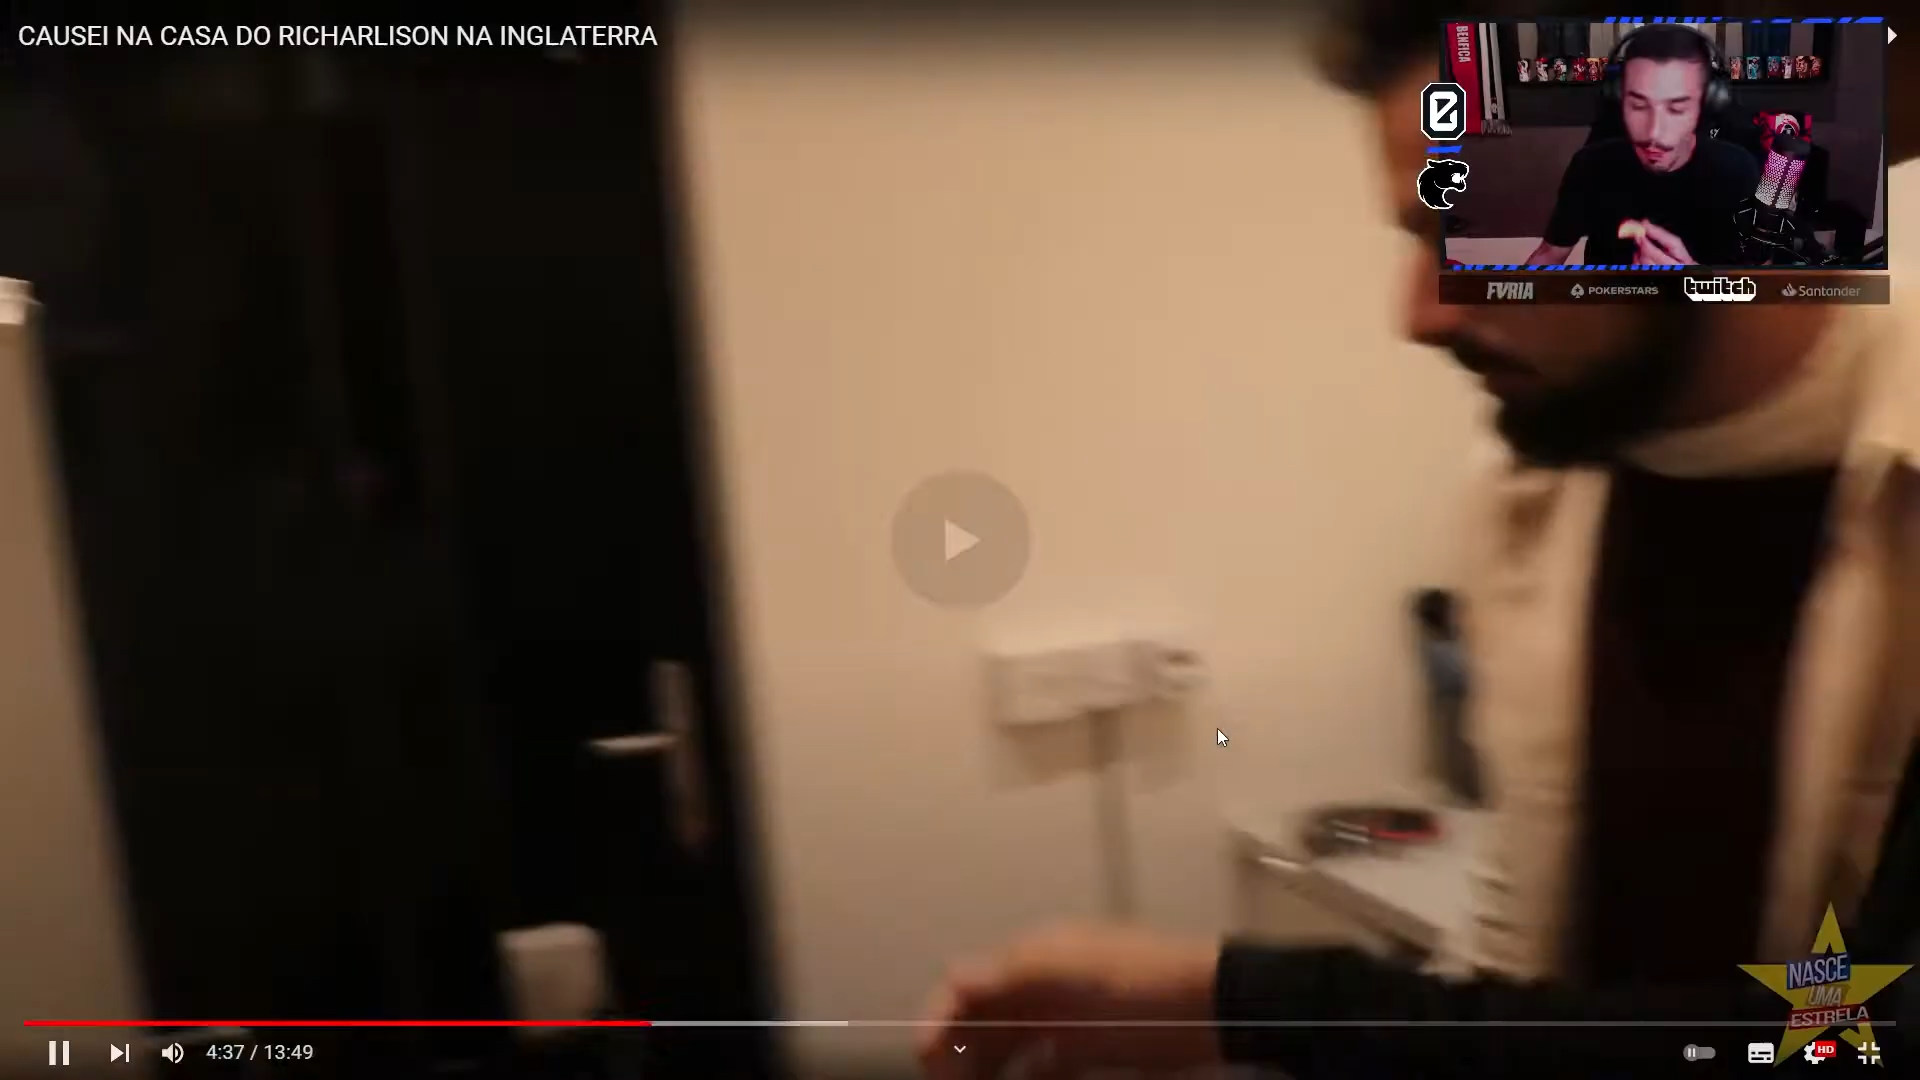 CAUSEI NA CASA DO RICHARLISON NA INGLATERRA
BENFICA
FURIA
POKERSTARS
twitch
Santander
NASCE
UMA
ESTRELA
4:37 / 13:49
HD